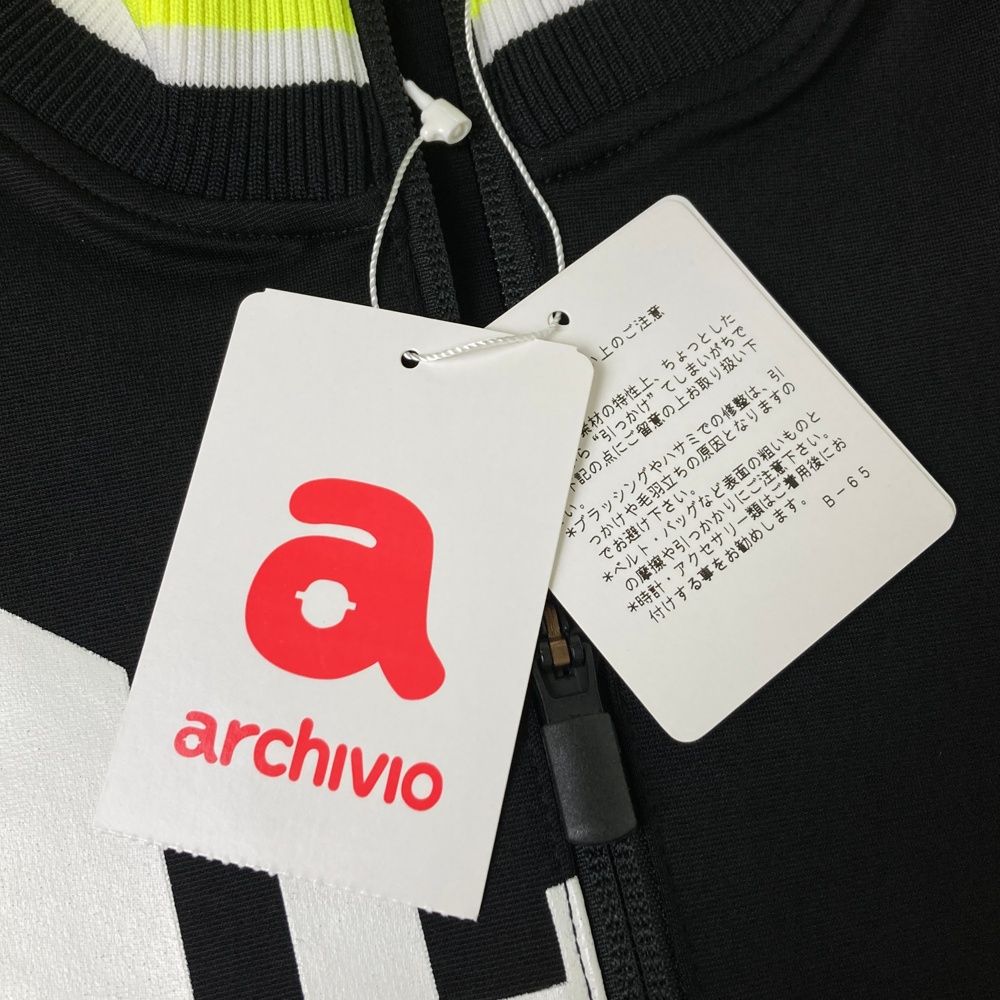 archivio
い上のご注意
素材の特性上、ちょっとした
ら“引つかけ”てしまいがちで
下記の点にご留意の上お取り扱い下
い。
*ブラッシングやハサミでの修整は、引
つかけや毛羽立ちの原因となりますの
でお避け下さい。
*ベルト・バッグなど表面の粗いものと
の摩擦や引つかかりにご注意下さい。
*時計・アクセサリー類はご着用後にお
付けする事をお勧めします。
B-65